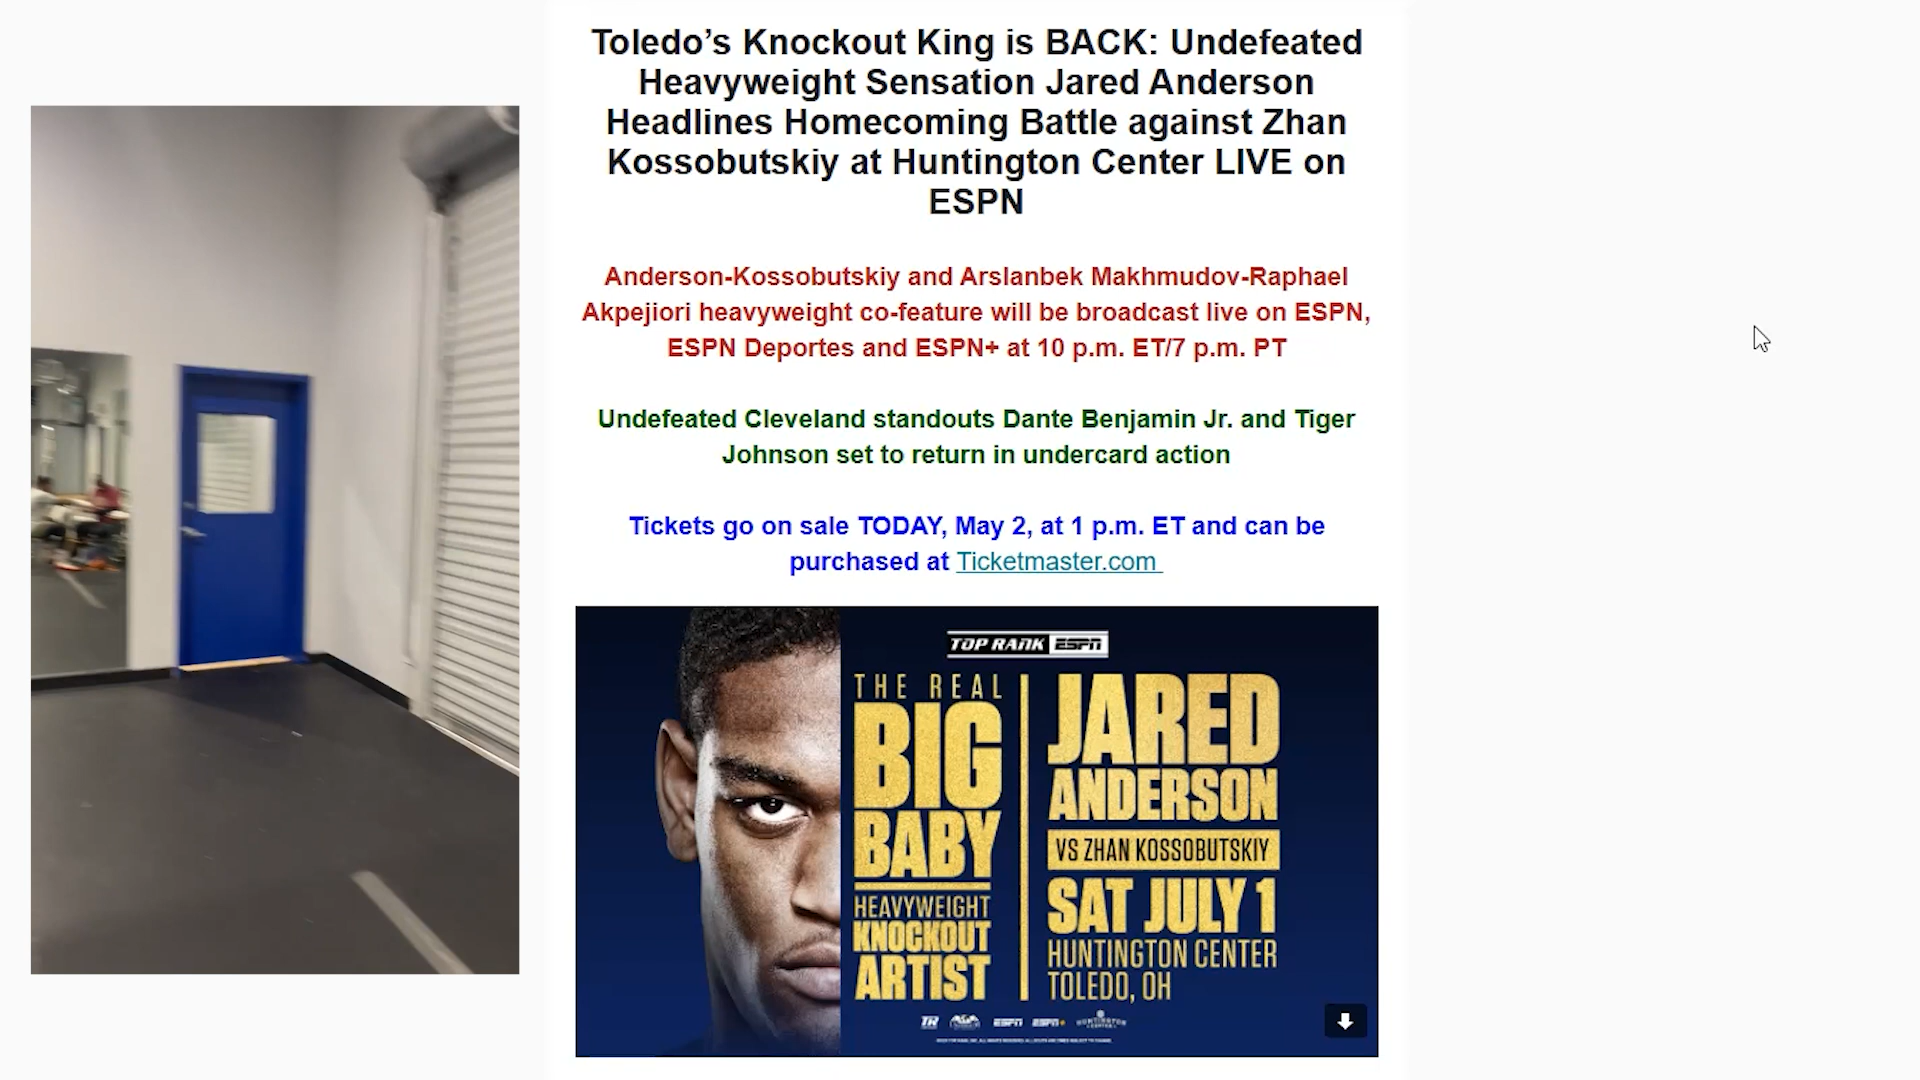 Toledo’s Knockout King is BACK: Undefeated
Heavyweight Sensation Jared Anderson
Headlines Homecoming Battle against Zhan
Kossobutskiy at Huntington Center LIVE on
ESPN
Anderson-Kossobutskiy and Arslanbek Makhmudov-Raphael
Akpejiori heavyweight co-feature will be broadcast live on ESPN,
ESPN Deportes and ESPN+ at 10 p.m. ET/7 p.m. PT
Undefeated Cleveland standouts Dante Benjamin Jr. and Tiger
Johnson set to return in undercard action
Tickets go on sale TODAY, May 2, at 1 p.m. ET and can be
purchased at Ticketmaster.com
TOP RANK ESPN
THE REAL
BIG
BABY
HEAVYWEIGHT
KNOCKOUT
ARTIST
JARED
ANDERSON
VS ZHAN KOSSOBUTSKIY
SAT JULY 1
HUNTINGTON CENTER
TOLEDO, OH
TR
ESPN
ESPN+
HUNTINGTON
CENTER